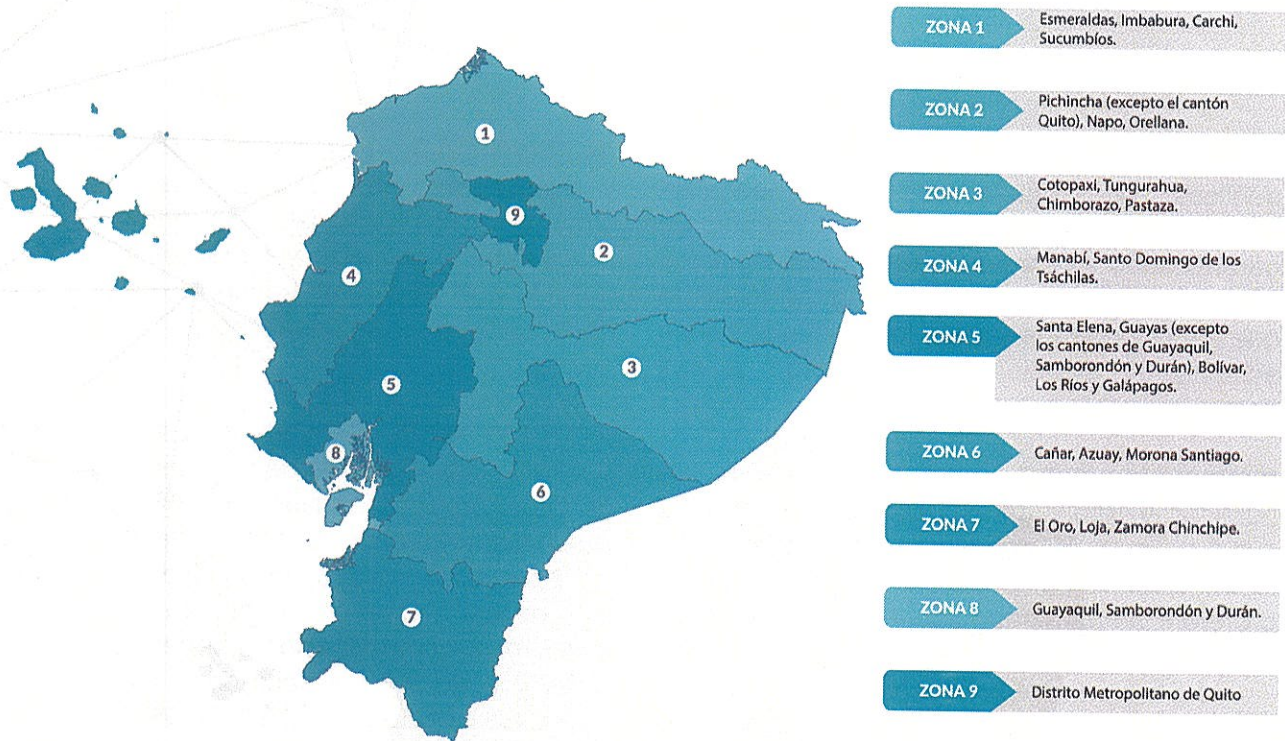 ZONA 1
Esmeraldas, Imbabura, Carchi,
Sucumbíos.
ZONA 2
Pichincha (excepto el cantón
Quito), Napo, Orellana.
ZONA 3
Cotopaxi, Tungurahua,
Chimborazo, Pastaza.
ZONA 4
Manabí, Santo Domingo de los
Tsáchilas.
ZONA 5
Santa Elena, Guayas (excepto
los cantones de Guayaquil,
Samborondón y Durán), Bolívar,
Los Ríos y Galápagos.
ZONA 6
Cañar, Azuay, Morona Santiago.
ZONA 7
El Oro, Loja, Zamora Chinchipe.
ZONA 8
Guayaquil, Samborondón y Durán.
ZONA 9
Distrito Metropolitano de Quito
1
9
2
4
3
5
8
6
7